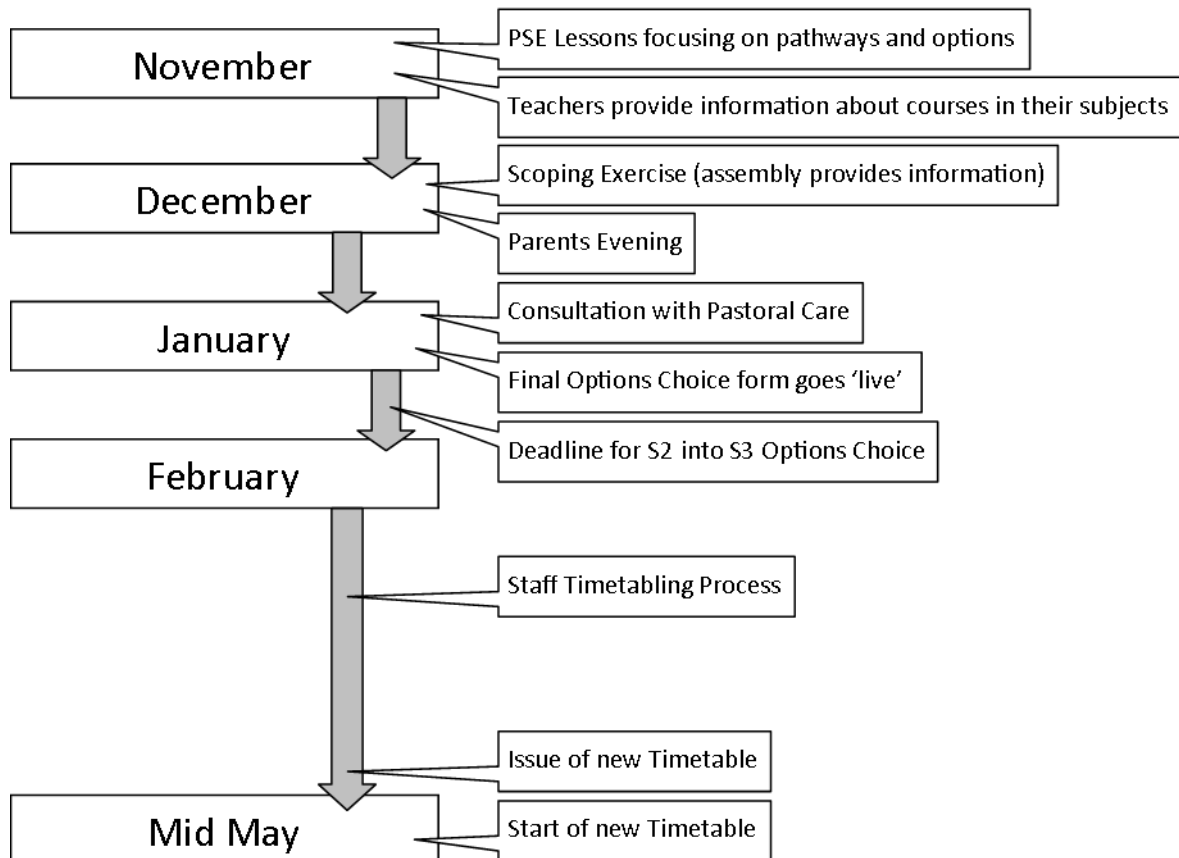 PSE Lessons focusing on pathways and options
November
Teachers provide information about courses in their subjects
Scoping Exercise (assembly provides information)
December
Parents Evening
Consultation with Pastoral Care
January
Final Options Choice form goes ‘live’
Deadline for S2 into S3 Options Choice
February
Staff Timetabling Process
Issue of new Timetable
Mid May
Start of new Timetable